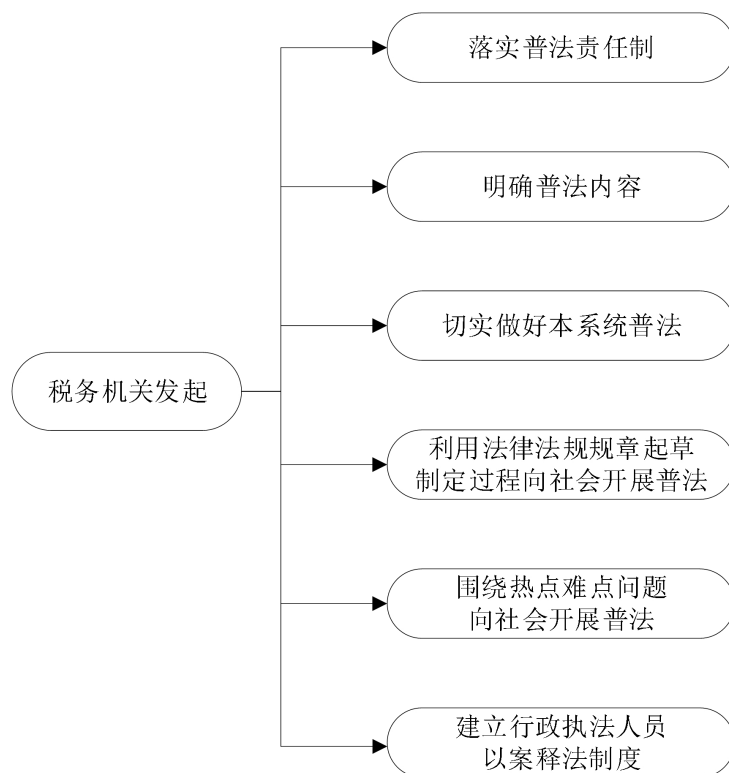 落实普法责任制
明确普法内容
切实做好本系统普法
税务机关发起
利用法律法规规章起草
制定过程向社会开展普法
围绕热点难点问题
向社会开展普法
建立行政执法人员
以案释法制度